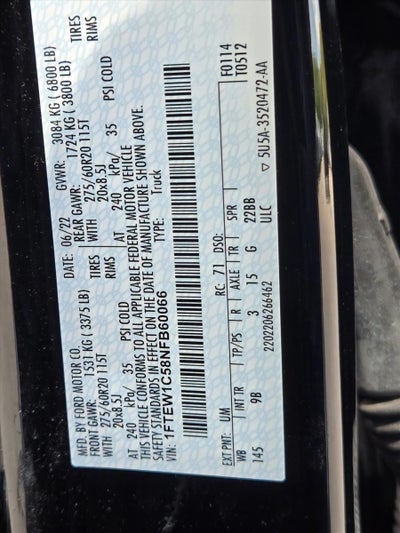 MFD. BY FORD MOTOR CO.
DATE: 06/22 GVWR: 3084 KG ( 6800 LB)
FRONT GAWR: 1531 KG ( 3375 LB) REAR GAWR: 1724 KG ( 3800 LB)
WITH 275/60R20 115T TIRES WITH 275/60R20 115T TIRES
20x8.5J RIMS 20x8.5J RIMS
AT 240 kPa/ 35 PSI COLD AT 240 kPa/ 35 PSI COLD
THIS VEHICLE CONFORMS TO ALL APPLICABLE FEDERAL MOTOR VEHICLE
SAFETY STANDARDS IN EFFECT ON THE DATE OF MANUFACTURE SHOWN ABOVE.
VIN: 1FTEW1C58NFB60066 TYPE: Truck
F0114
T0512
EXT PNT: UM RC: 71 DSO:
WB INT TR TP/PS R AXLE TR SPR
145 9B 3 15 G 22BB
2202206266462 ULC
▽ 5U5A-3520472-AA